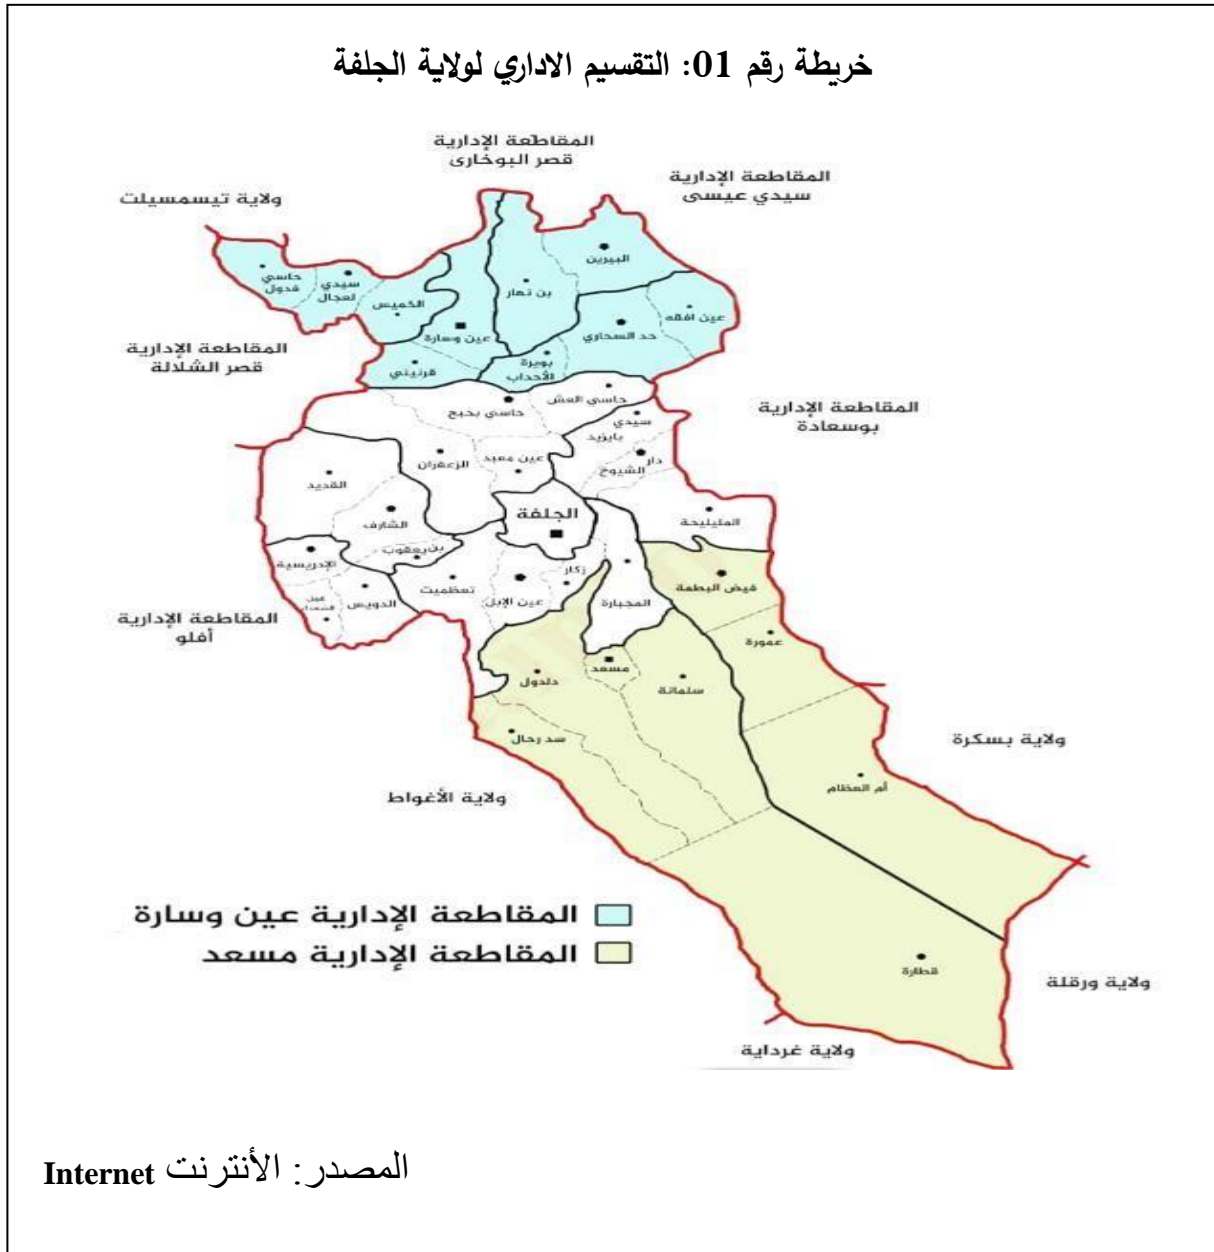 خريطة رقم 01: التقسيم الاداري لولاية الجلفة
المقاطعة الإدارية
قصر البوخارى
المقاطعة الإدارية
سيدي عيسى
ولاية تيسمسيلت
البيرين
حاسي
فدول
سيدي
لعجال
الخميس
بن نهار
عين افقه
عين وسارة
حد السحاري
المقاطعة الإدارية
قصر الشلالة
قرنيني
بويرة
الأحداب
حاسي العش
حاسي بحبح
المقاطعة الإدارية
بوسعادة
سيدي
بايزيد
الزعفران
عين معبد
دار
الشيوخ
القديد
الشارف
الجلفة
المليليحة
بن يعقوب
الإدريسية
زكار
فيض البطمة
تعظميت
عين الإبل
المجبارة
الدويس
عين
المقاطعة الإدارية
أفلو
عمورة
مسعد
دلدول
سلمانة
سد رحال
ولاية بسكرة
أم العظام
ولاية الأغواط
المقاطعة الإدارية عين وسارة
المقاطعة الإدارية مسعد
قطارة
ولاية ورقلة
ولاية غرداية
المصدر: الأنترنت Internet